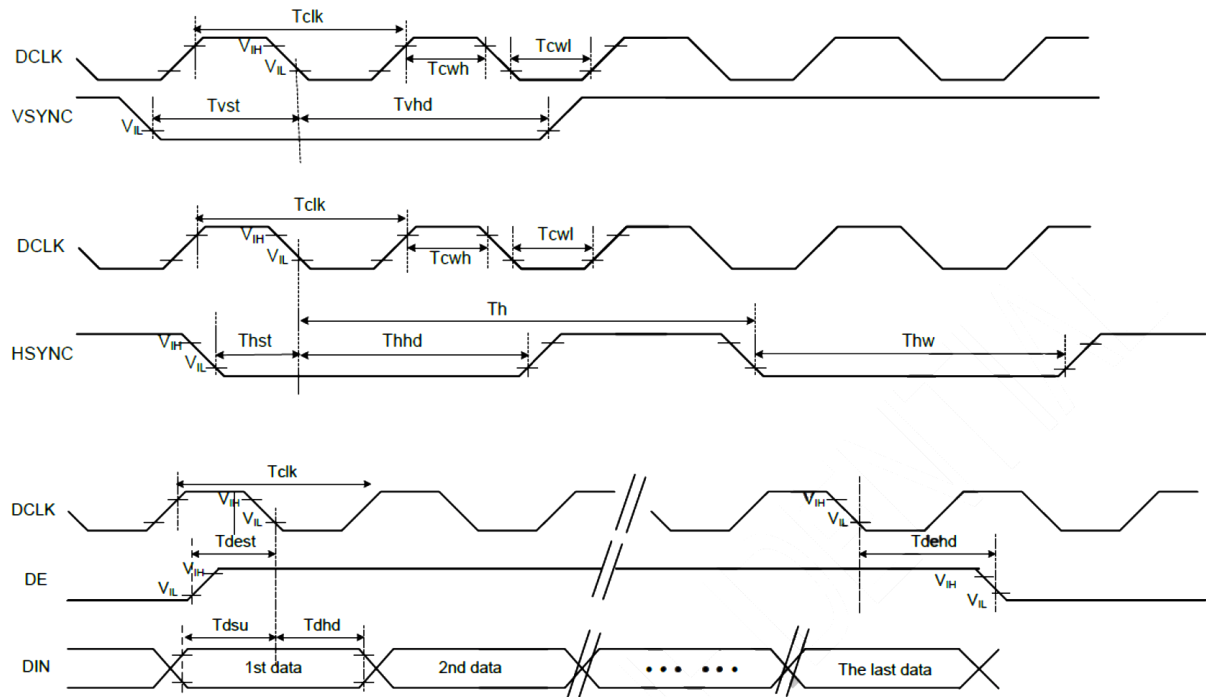 Tclk
DCLK
VIH
VIL
Tcwh
Tcwl
VSYNC
VIL
Tvst
Tvhd
Tclk
DCLK
VIH
VIL
Tcwh
Tcwl
Th
HSYNC
VIH
VIL
Thst
Thhd
Thw
Tclk
DCLK
VIH
VIL
VIH
VIL
Tdest
DE
VIH
VIL
VIH
VIL
Tdsu
Tdhd
DIN
1st data
2nd data
••• •••
The last data